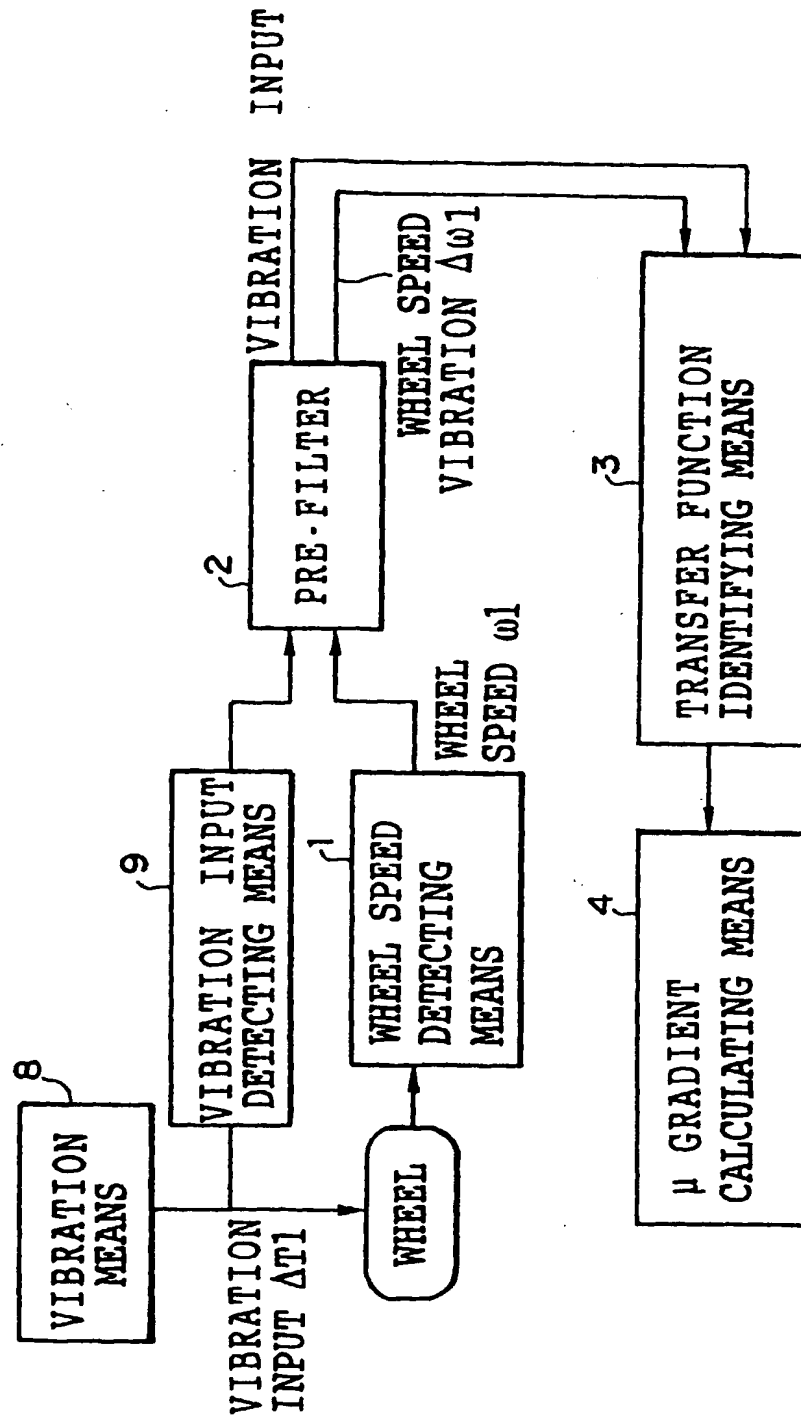 8
VIBRATION
MEANS
VIBRATION
INPUT ΔT1
9
VIBRATION INPUT
DETECTING MEANS
WHEEL
1
WHEEL SPEED
DETECTING
MEANS
WHEEL
SPEED ω1
2
PRE-FILTER
VIBRATION INPUT
WHEEL SPEED
VIBRATION Δω1
3
TRANSFER FUNCTION
IDENTIFYING MEANS
4
μ GRADIENT
CALCULATING MEANS